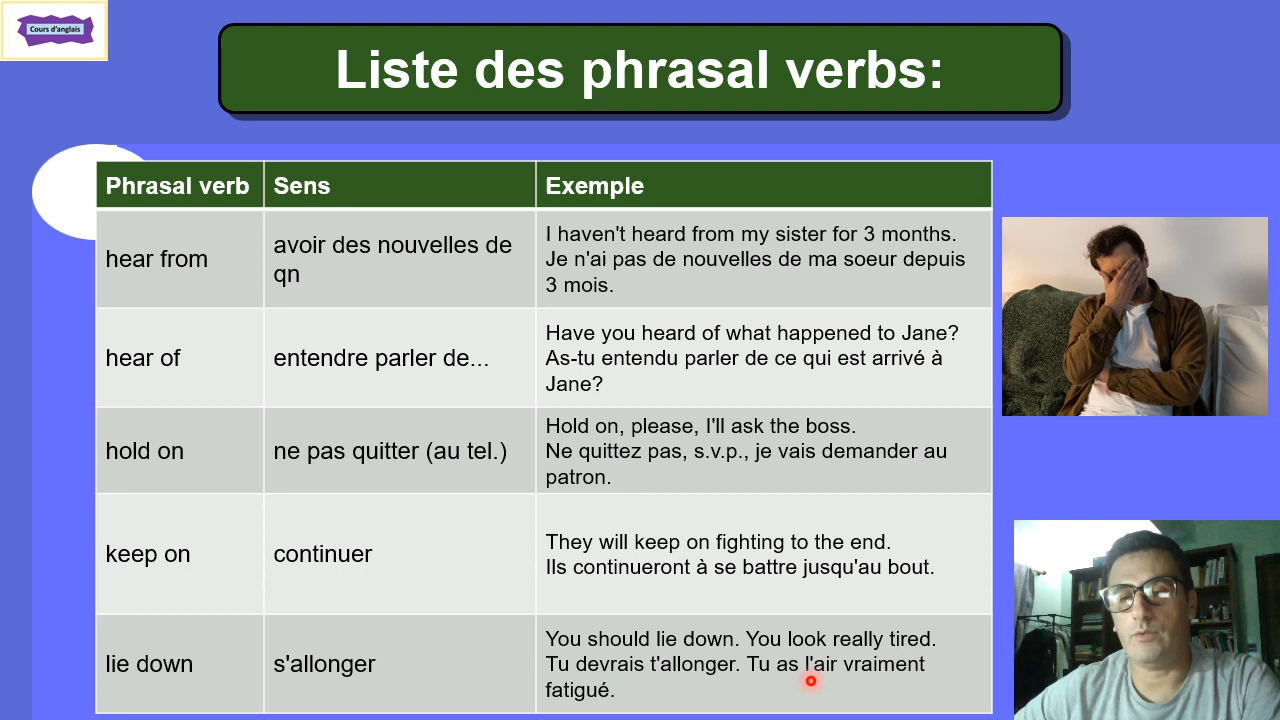 Cours d'anglais
Liste des phrasal verbs:
Phrasal verb Sens Exemple
hear from
avoir des nouvelles de
qn
I haven't heard from my sister for 3 months.
Je n'ai pas de nouvelles de ma soeur depuis
3 mois.
hear of
entendre parler de...
Have you heard of what happened to Jane?
As-tu entendu parler de ce qui est arrivé à
Jane?
hold on
ne pas quitter (au tel.)
Hold on, please, I'll ask the boss.
Ne quittez pas, s.v.p., je vais demander au
patron.
keep on
continuer
They will keep on fighting to the end.
Ils continueront à se battre jusqu'au bout.
lie down
s'allonger
You should lie down. You look really tired.
Tu devrais t'allonger. Tu as l'air vraiment
fatigué.